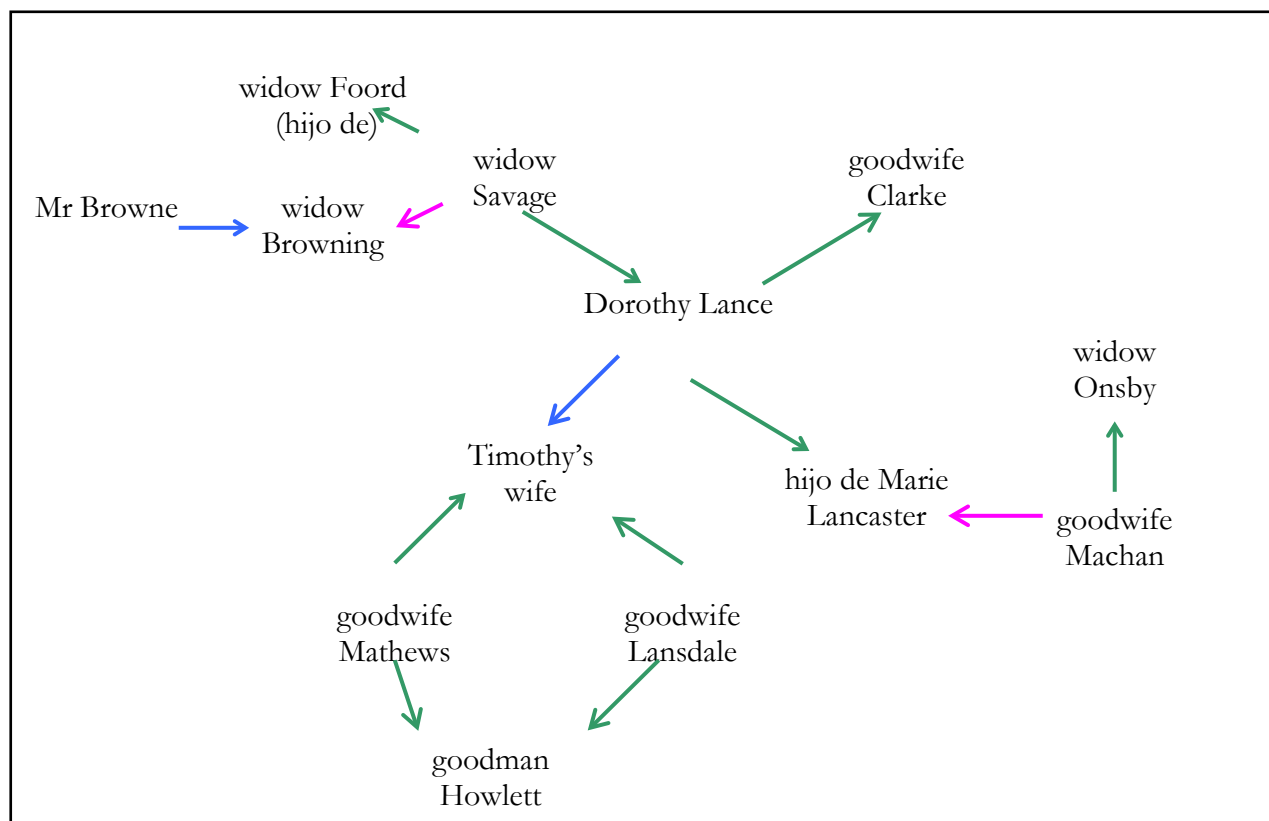 widow Foord
(hijo de)
widow
Savage
goodwife
Clarke
Mr Browne
widow
Browning
Dorothy Lance
widow
Onsby
Timothy’s
wife
hijo de Marie
Lancaster
goodwife
Machan
goodwife
Mathews
goodwife
Lansdale
goodman
Howlett